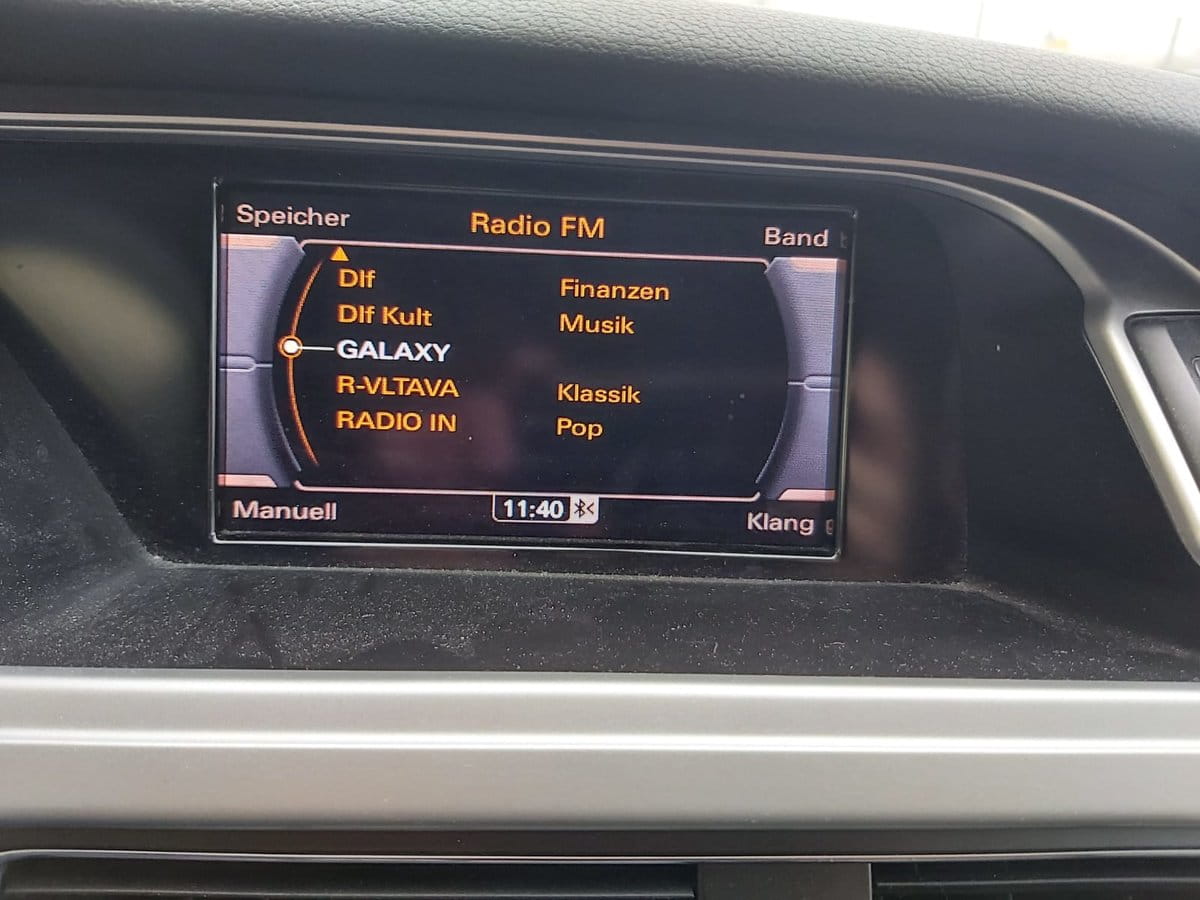 Speicher Radio FM Band
Dlf Finanzen
Dlf Kult Musik
GALAXY
R-VLTAVA Klassik
RADIO IN Pop
Manuell 11:40 Klang